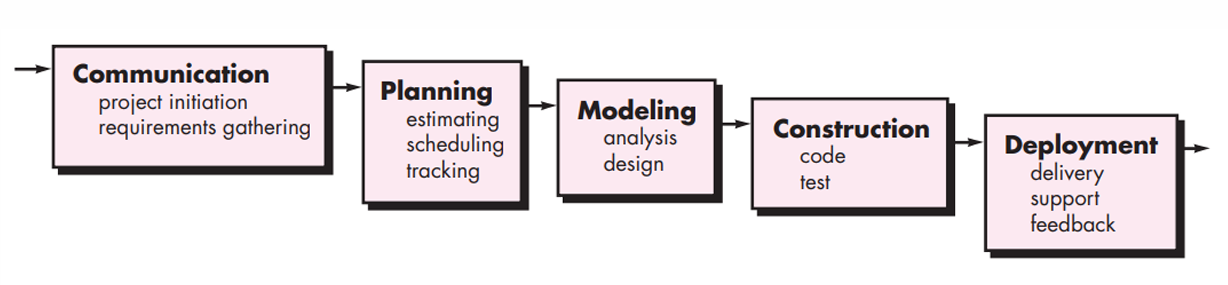 Communication
project initiation
requirements gathering
Planning
estimating
scheduling
tracking
Modeling
analysis
design
Construction
code
test
Deployment
delivery
support
feedback